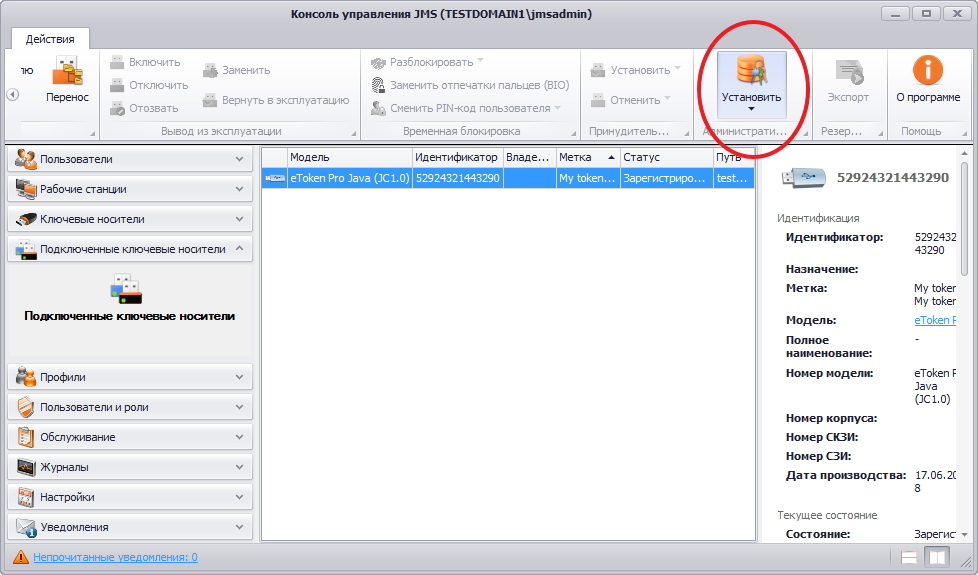 Консоль управления JMS (TESTDOMAIN1\jmsadmin)
Действия
ую
Перенос
Включить
Отключить
Отозвать
Заменить
Вернуть в эксплуатацию
Вывод из эксплуатации
Разблокировать
Заменить отпечатки пальцев (BIO)
Сменить PIN-код пользователя
Временная блокировка
Установить
Отменить
Принудитель...
Установить
Администрати...
Экспорт
Резер...
О программе
Помощь
Пользователи
Рабочие станции
Ключевые носители
Подключенные ключевые носители
Подключенные ключевые носители
Профили
Пользователи и роли
Обслуживание
Журналы
Настройки
Уведомления
Модель Идентификатор Владе... Метка Статус Путь
eToken Pro Java (JC1.0) 52924321443290 My token... Зарегистриро... test...
52924321443290
Идентификация
Идентификатор: 5292432
43290
Назначение:
Метка: My token
My token
Модель: eToken P
Полное
наименование: -
Номер модели: eToken P
Java
(JC1.0)
Номер корпуса:
Номер СКЗИ:
Номер СЗИ:
Дата производства: 17.06.20
8
Текущее состояние
Состояние: Зарегис
Непрочитанные уведомления: 0